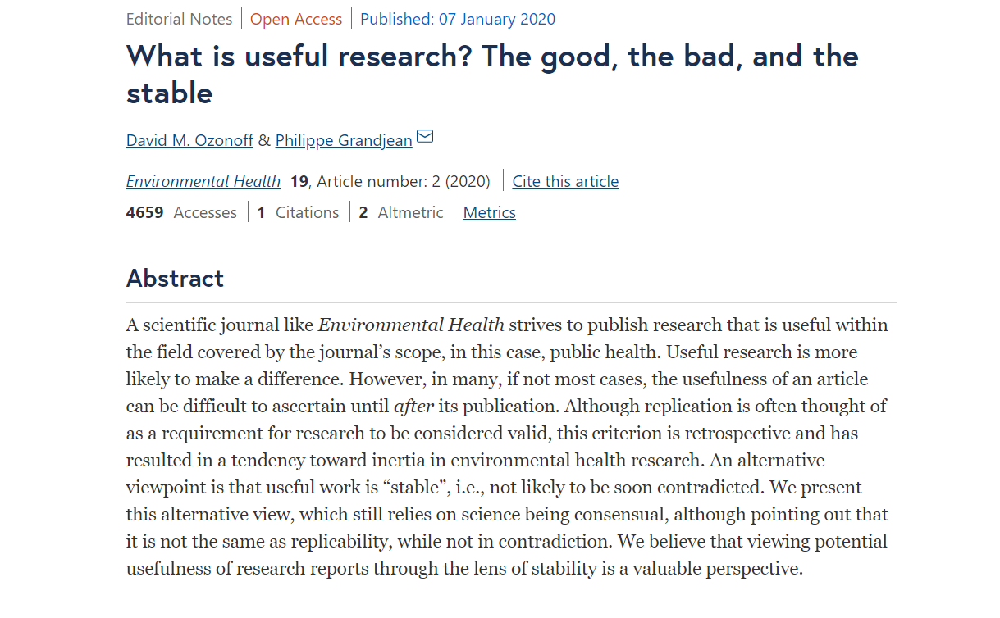 Editorial Notes | Open Access | Published: 07 January 2020
What is useful research? The good, the bad, and the
stable
David M. Ozonoff & Philippe Grandjean
Environmental Health 19, Article number: 2 (2020) | Cite this article
4659 Accesses | 1 Citations | 2 Altmetric | Metrics
Abstract
A scientific journal like Environmental Health strives to publish research that is useful within
the field covered by the journal’s scope, in this case, public health. Useful research is more
likely to make a difference. However, in many, if not most cases, the usefulness of an article
can be difficult to ascertain until after its publication. Although replication is often thought of
as a requirement for research to be considered valid, this criterion is retrospective and has
resulted in a tendency toward inertia in environmental health research. An alternative
viewpoint is that useful work is “stable”, i.e., not likely to be soon contradicted. We present
this alternative view, which still relies on science being consensual, although pointing out that
it is not the same as replicability, while not in contradiction. We believe that viewing potential
usefulness of research reports through the lens of stability is a valuable perspective.